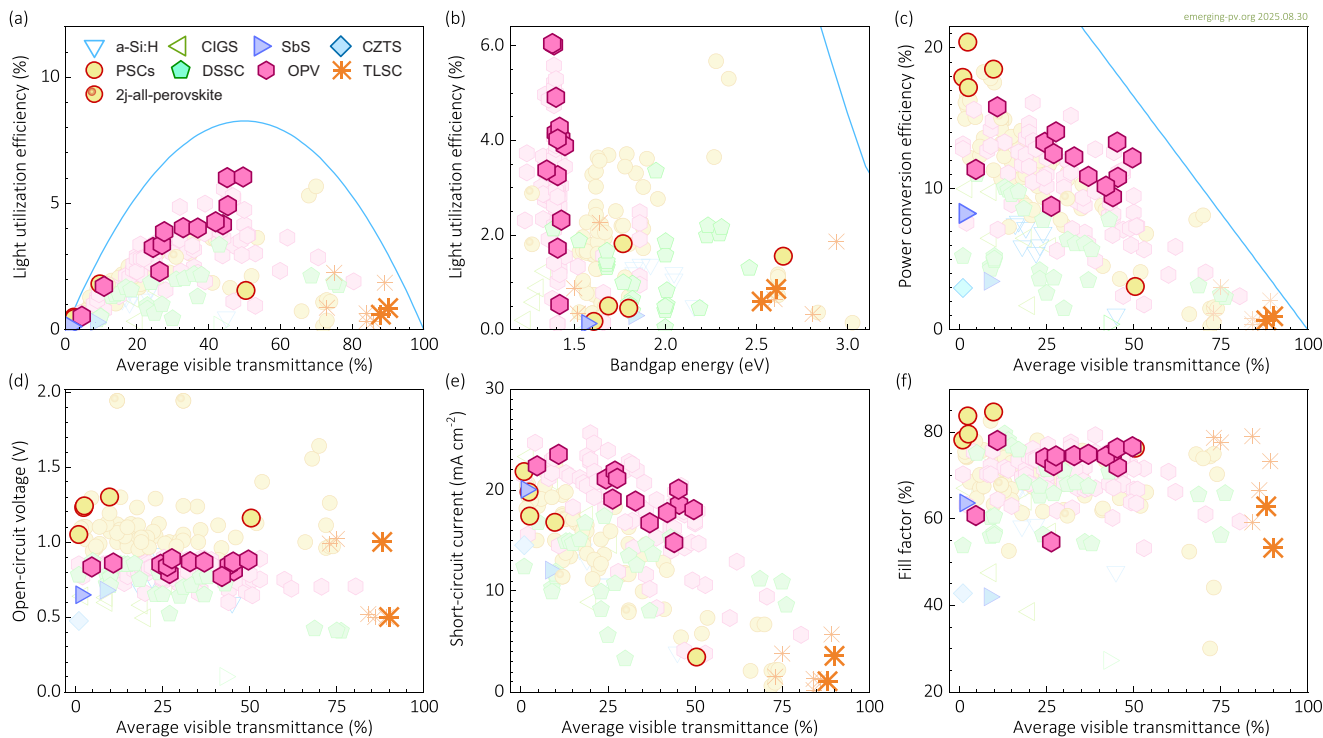 (a)
(b)
(c)
emerging-pv.org 2025.08.30
a-Si:H
CIGS
SbS
CZTS
PSCs
DSSC
OPV
TLSC
2j-all-perovskite
Light utilization efficiency (%)
10
5
0
0
20
40
60
80
100
Average visible transmittance (%)
Light utilization efficiency (%)
6.0
4.0
2.0
0.0
1.5
2.0
2.5
3.0
Bandgap energy (eV)
Power conversion efficiency (%)
20
10
0
0
25
50
75
100
Average visible transmittance (%)
(d)
(e)
(f)
Open-circuit voltage (V)
2.0
1.5
1.0
0.5
0.0
0
25
50
75
100
Average visible transmittance (%)
Short-circuit current (mA cm⁻²)
30
20
10
0
0
25
50
75
100
Average visible transmittance (%)
Fill factor (%)
80
60
40
20
0
25
50
75
100
Average visible transmittance (%)